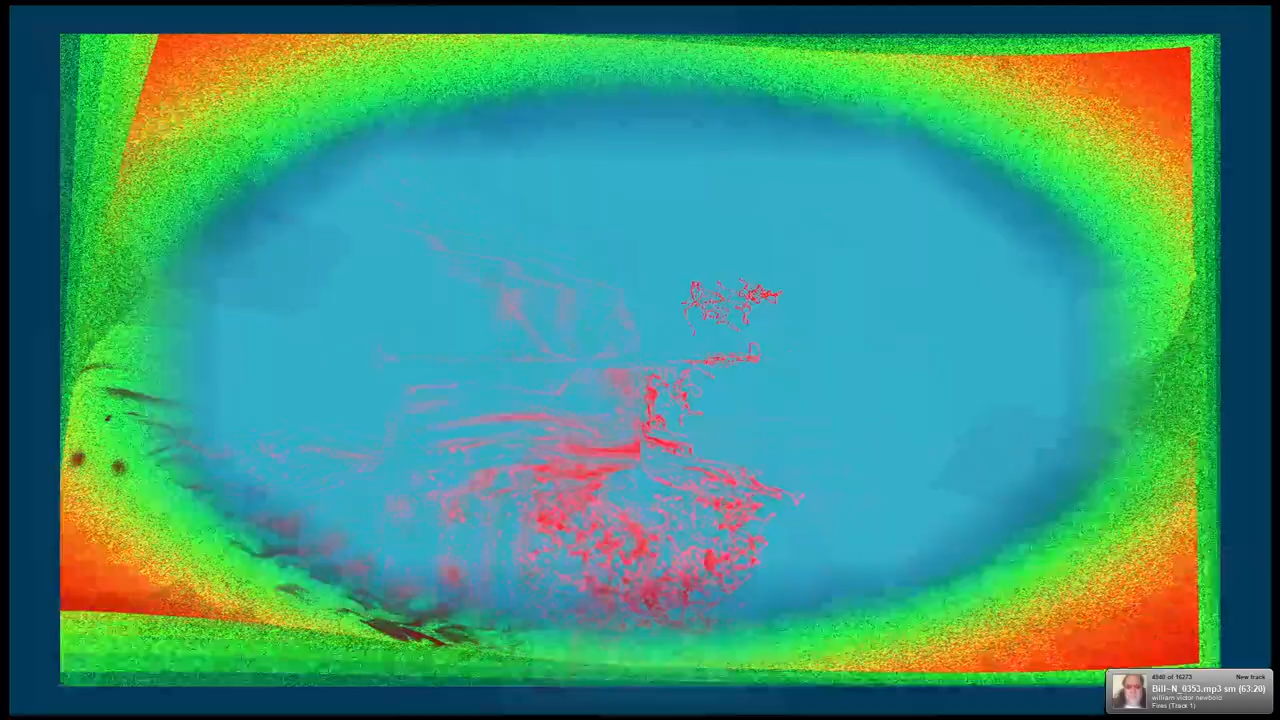 4940 of 16273 New track
Bill~N_0353.mp3 sm (63:20)
william victor newbold
Fires (Track 1)